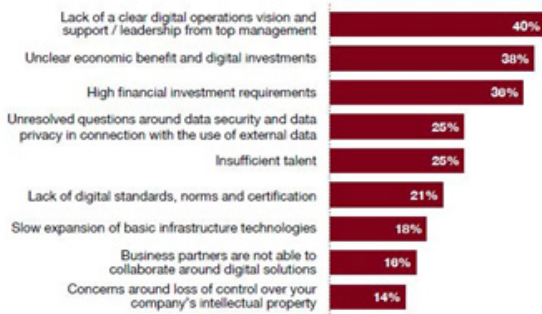 Lack of a clear digital operations vision and
support / leadership from top management
40%
Unclear economic benefit and digital investments
38%
High financial investment requirements
36%
Unresolved questions around data security and data
privacy in connection with the use of external data
25%
Insufficient talent
25%
Lack of digital standards, norms and certification
21%
Slow expansion of basic infrastructure technologies
18%
Business partners are not able to
collaborate around digital solutions
16%
Concerns around loss of control over your
company's intellectual property
14%